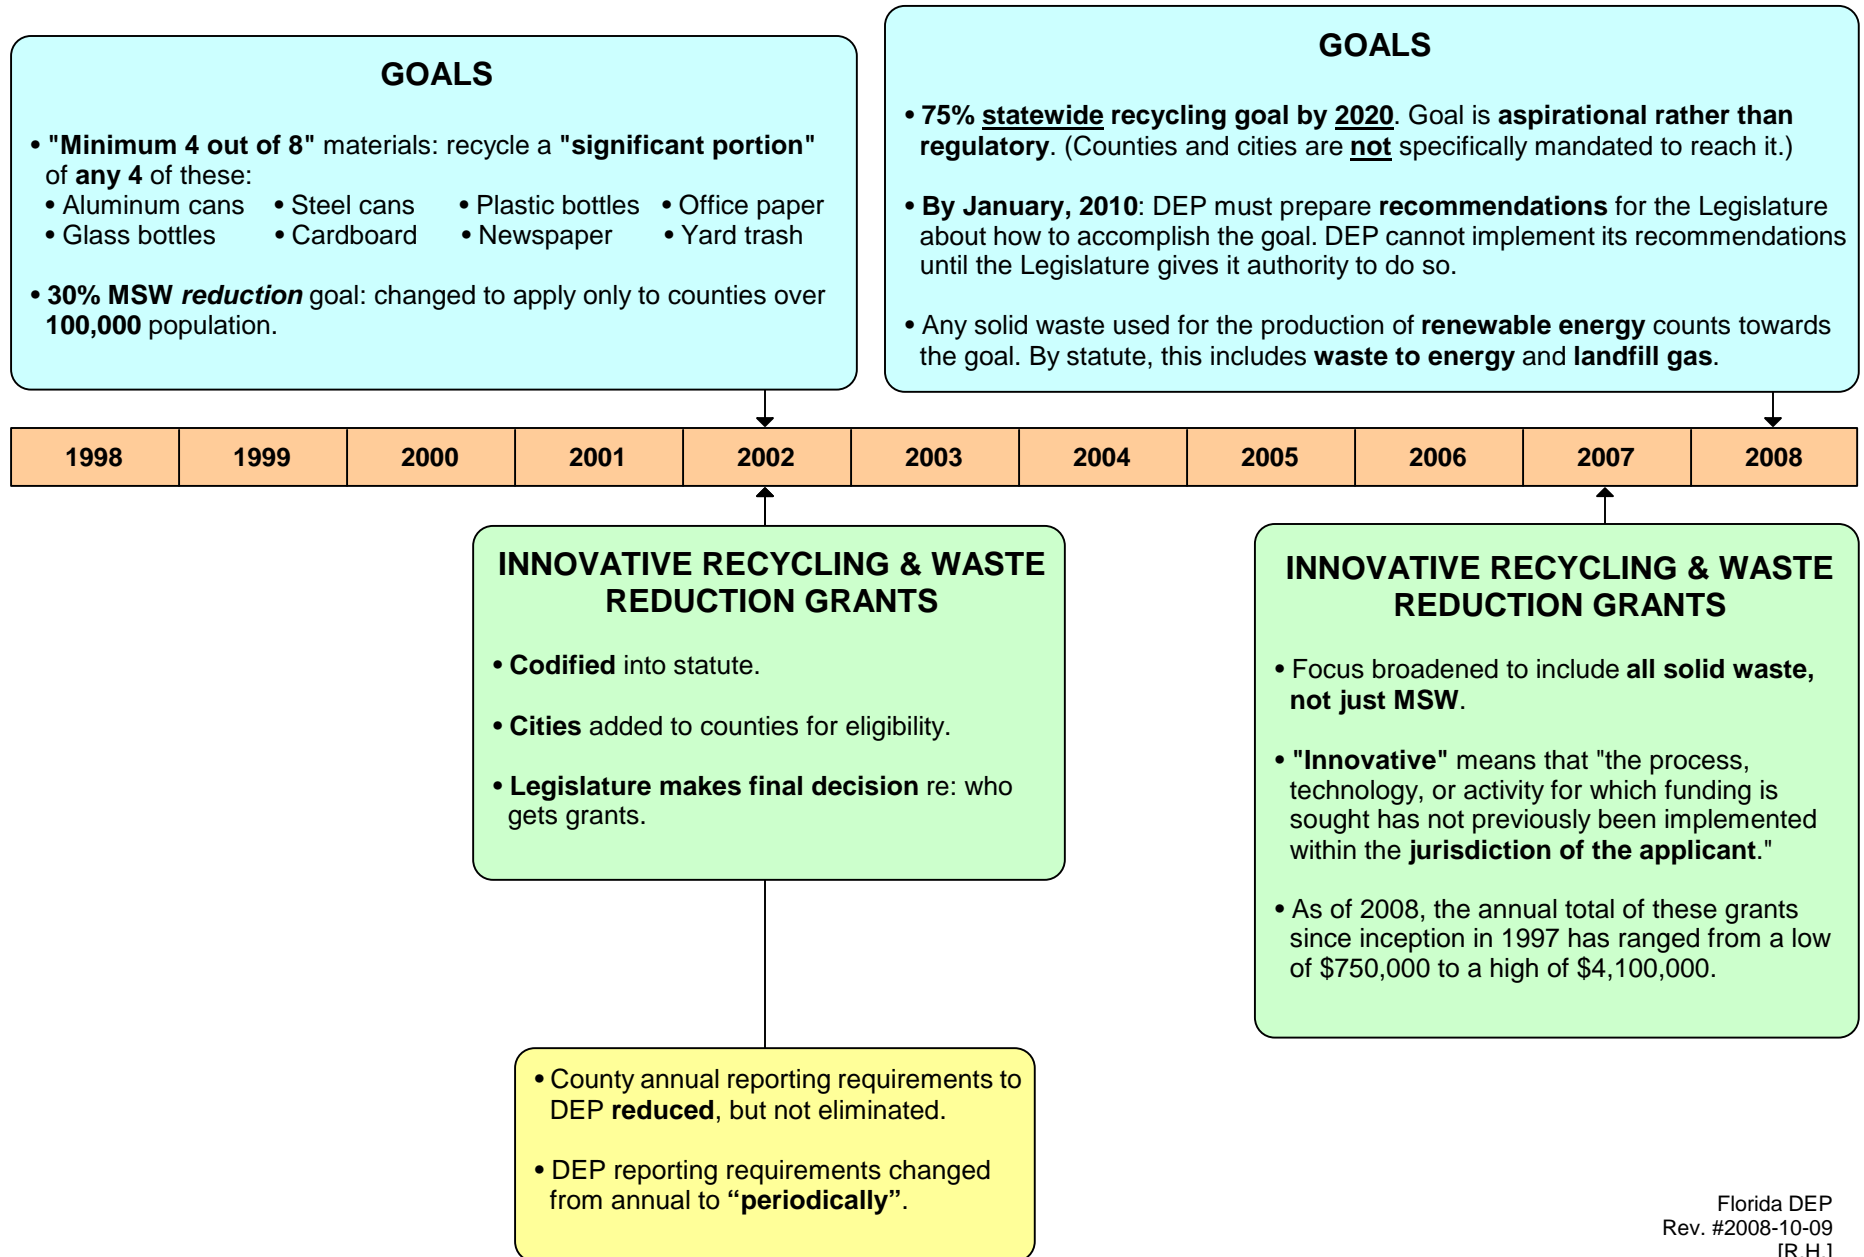 GOALS
• "Minimum 4 out of 8" materials: recycle a "significant portion"
of any 4 of these:
• Aluminum cans • Steel cans • Plastic bottles • Office paper
• Glass bottles • Cardboard • Newspaper • Yard trash
• 30% MSW reduction goal: changed to apply only to counties over
100,000 population.
GOALS
• 75% statewide recycling goal by 2020. Goal is aspirational rather than
regulatory. (Counties and cities are not specifically mandated to reach it.)
• By January, 2010: DEP must prepare recommendations for the Legislature
about how to accomplish the goal. DEP cannot implement its recommendations
until the Legislature gives it authority to do so.
• Any solid waste used for the production of renewable energy counts towards
the goal. By statute, this includes waste to energy and landfill gas.
1998 1999 2000 2001 2002 2003 2004 2005 2006 2007 2008
INNOVATIVE RECYCLING & WASTE
REDUCTION GRANTS
• Codified into statute.
• Cities added to counties for eligibility.
• Legislature makes final decision re: who
gets grants.
INNOVATIVE RECYCLING & WASTE
REDUCTION GRANTS
• Focus broadened to include all solid waste,
not just MSW.
• "Innovative" means that "the process,
technology, or activity for which funding is
sought has not previously been implemented
within the jurisdiction of the applicant."
• As of 2008, the annual total of these grants
since inception in 1997 has ranged from a low
of $750,000 to a high of $4,100,000.
• County annual reporting requirements to
DEP reduced, but not eliminated.
• DEP reporting requirements changed
from annual to “periodically”.
Florida DEP
Rev. #2008-10-09
[R.H.]